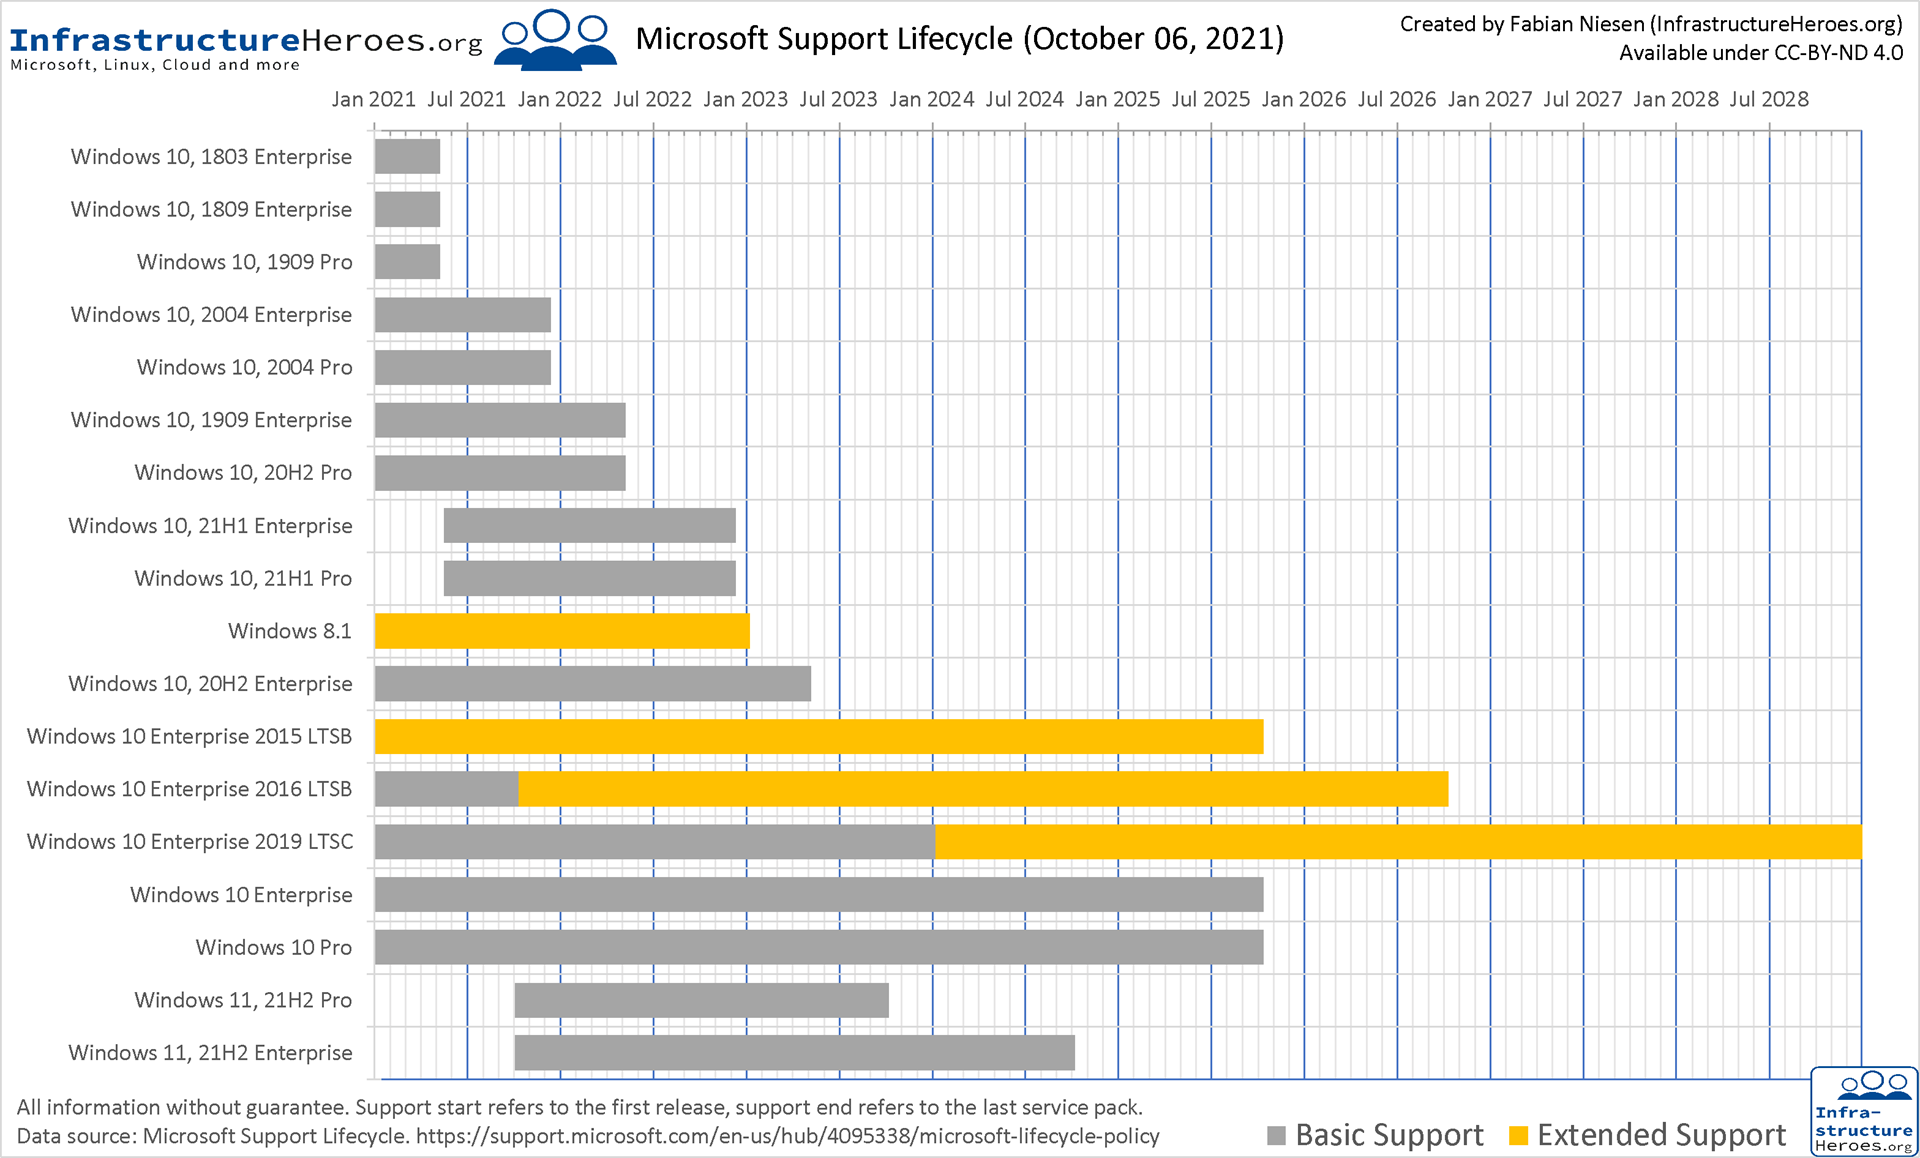 InfrastructureHeroes.org
Microsoft, Linux, Cloud and more
Microsoft Support Lifecycle (October 06, 2021)
Created by Fabian Niesen (InfrastructureHeroes.org)
Available under CC-BY-ND 4.0
Jan 2021 Jul 2021 Jan 2022 Jul 2022 Jan 2023 Jul 2023 Jan 2024 Jul 2024 Jan 2025 Jul 2025 Jan 2026 Jul 2026 Jan 2027 Jul 2027 Jan 2028 Jul 2028
Windows 10, 1803 Enterprise
Windows 10, 1809 Enterprise
Windows 10, 1909 Pro
Windows 10, 2004 Enterprise
Windows 10, 2004 Pro
Windows 10, 1909 Enterprise
Windows 10, 20H2 Pro
Windows 10, 21H1 Enterprise
Windows 10, 21H1 Pro
Windows 8.1
Windows 10, 20H2 Enterprise
Windows 10 Enterprise 2015 LTSB
Windows 10 Enterprise 2016 LTSB
Windows 10 Enterprise 2019 LTSC
Windows 10 Enterprise
Windows 10 Pro
Windows 11, 21H2 Pro
Windows 11, 21H2 Enterprise
All information without guarantee. Support start refers to the first release, support end refers to the last service pack.
Data source: Microsoft Support Lifecycle. https://support.microsoft.com/en-us/hub/4095338/microsoft-lifecycle-policy
Basic Support
Extended Support
Infra-
structure
Heroes.org